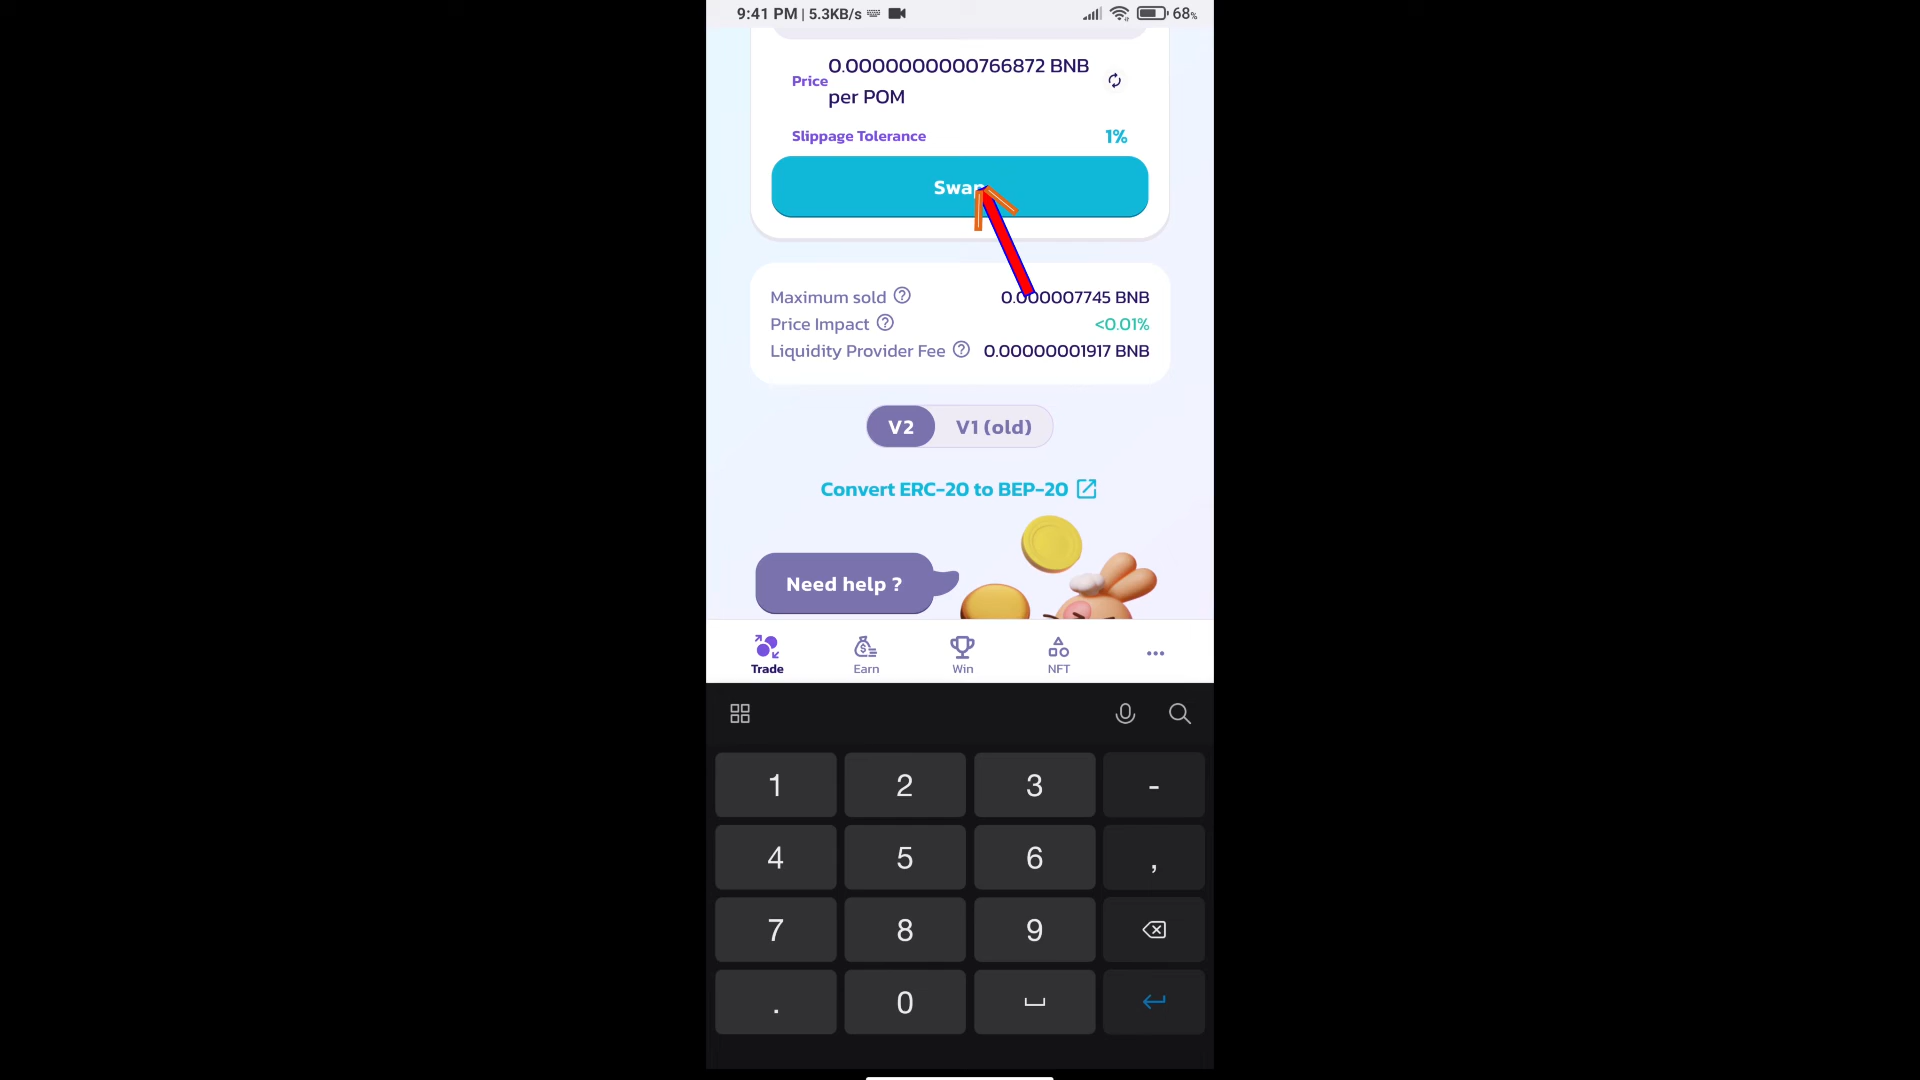 9:41 PM | 5.3KB/s 68%
0.0000000000766872 BNB
Price
per POM
Slippage Tolerance 1%
Swap
Maximum sold 0.000007745 BNB
Price Impact <0.01%
Liquidity Provider Fee 0.00000001917 BNB
V2 V1 (old)
Convert ERC-20 to BEP-20
Need help ?
Trade Earn Win NFT
1 2 3 -
4 5 6 ,
7 8 9
. 0